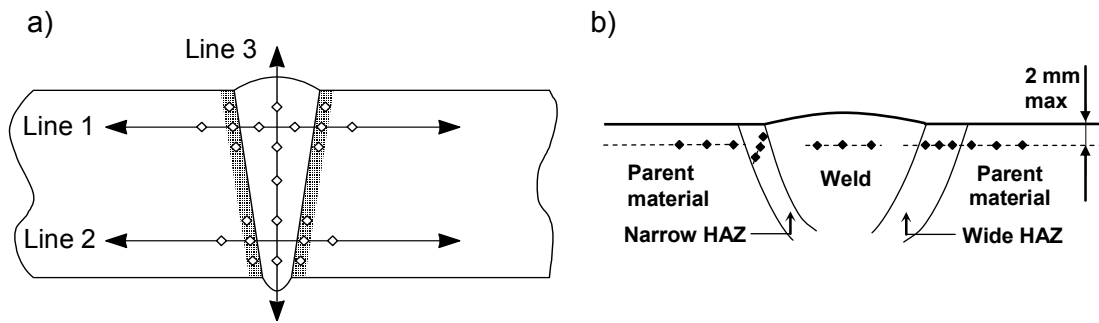 a)
Line 3
Line 1
Line 2
b)
2 mm
max
Parent
material
Weld
Parent
material
Narrow HAZ
Wide HAZ